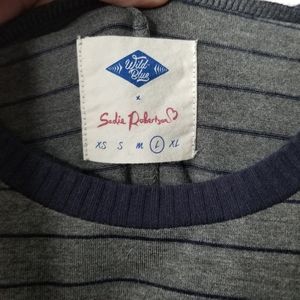 Wild
Blue
x
Sadie Robertson
XS S M L XL